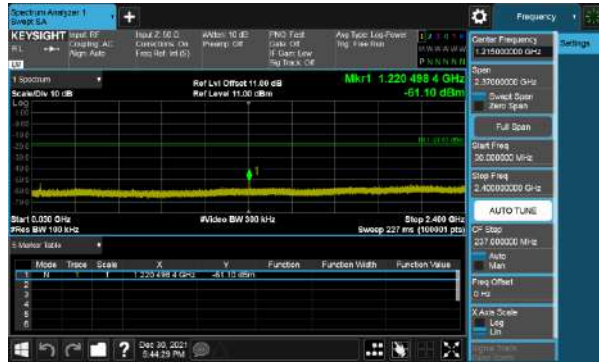 Spectrum Analyzer 1
Swept SA
Frequency
KEYSIGHT Input: RF Input Z: 50 Ω #Atten: 10 dB PNO: Fast Avg Type: Log-Power
RL Coupling: AC Corrections: On Preamp: Off Gate: Off Trig: Free Run
Align: Auto Freq Ref: Int (S) IF Gain: Low
Sig Track: Off
Center Frequency
1.215000000 GHz
Settings
1 Spectrum
Scale/Div 10 dB
Ref Lvl Offset 11.00 dB
Ref Level 11.00 dBm
Mkr1 1.220 498 4 GHz
-61.10 dBm
Span
2.37000000 GHz
Swept Span
Zero Span
Log
1.00
Full Span
1
Start Freq
30.000000 MHz
Stop Freq
2.400000000 GHz
AUTO TUNE
Start 0.030 GHz
#Video BW 300 kHz
Stop 2.400 GHz
#Res BW 100 kHz
Sweep 227 ms (100001 pts)
CF Step
237.000000 MHz
Auto
Man
5 Marker Table
Mode Trace Scale X Y Function Function Width Function Value
1 N 1 f 1.220 498 4 GHz -61.10 dBm
2
3
4
5
6
Freq Offset
0 Hz
X Axis Scale
Log
Lin
Signal Track
Dec 30, 2021
5:44:29 PM